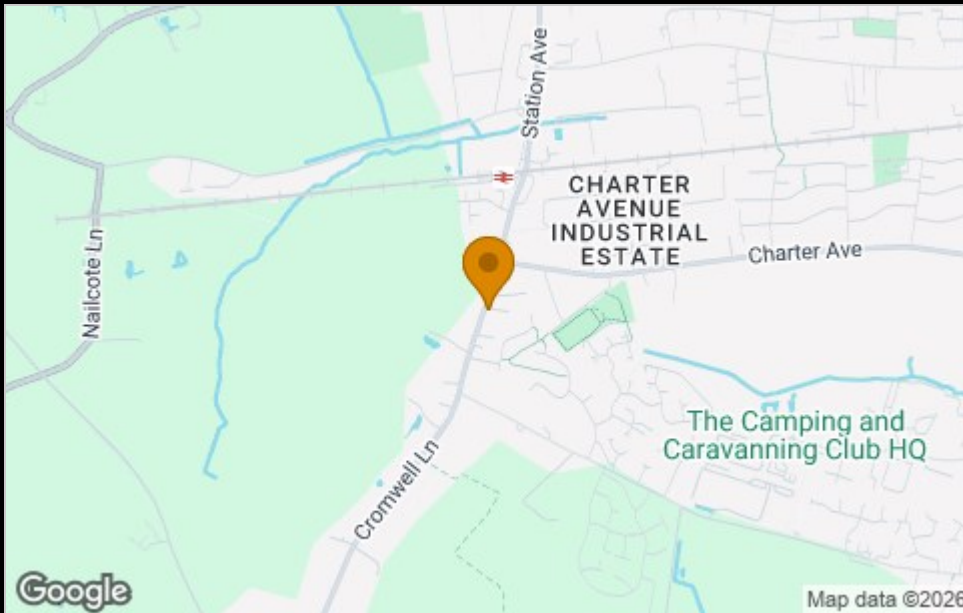 Station Ave
CHARTER
AVENUE
INDUSTRIAL
ESTATE
Charter Ave
Nailcote Ln
The Camping and
Caravanning Club HQ
Cromwell Ln
Google
Map data ©2026